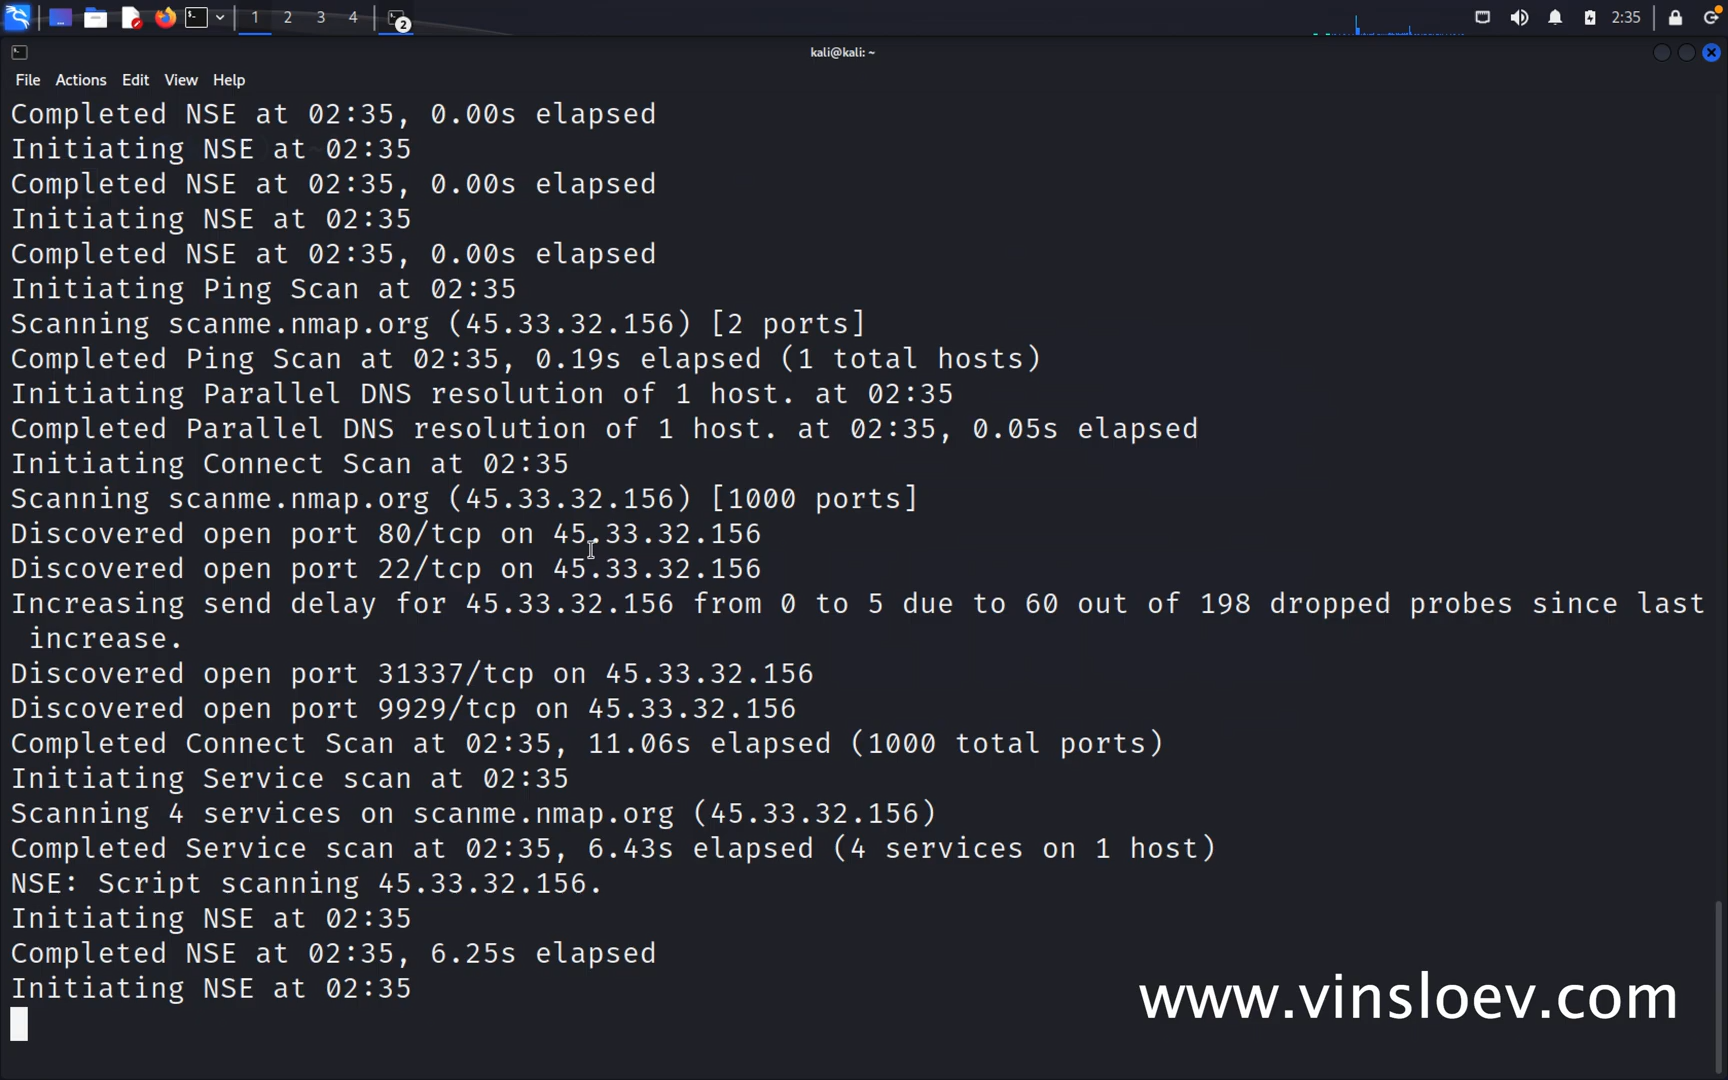 1 2 3 4 2 2:35
kali@kali: ~
File Actions Edit View Help
Completed NSE at 02:35, 0.00s elapsed
Initiating NSE at 02:35
Completed NSE at 02:35, 0.00s elapsed
Initiating NSE at 02:35
Completed NSE at 02:35, 0.00s elapsed
Initiating Ping Scan at 02:35
Scanning scanme.nmap.org (45.33.32.156) [2 ports]
Completed Ping Scan at 02:35, 0.19s elapsed (1 total hosts)
Initiating Parallel DNS resolution of 1 host. at 02:35
Completed Parallel DNS resolution of 1 host. at 02:35, 0.05s elapsed
Initiating Connect Scan at 02:35
Scanning scanme.nmap.org (45.33.32.156) [1000 ports]
Discovered open port 80/tcp on 45.33.32.156
Discovered open port 22/tcp on 45.33.32.156
Increasing send delay for 45.33.32.156 from 0 to 5 due to 60 out of 198 dropped probes since last
increase.
Discovered open port 31337/tcp on 45.33.32.156
Discovered open port 9929/tcp on 45.33.32.156
Completed Connect Scan at 02:35, 11.06s elapsed (1000 total ports)
Initiating Service scan at 02:35
Scanning 4 services on scanme.nmap.org (45.33.32.156)
Completed Service scan at 02:35, 6.43s elapsed (4 services on 1 host)
NSE: Script scanning 45.33.32.156.
Initiating NSE at 02:35
Completed NSE at 02:35, 6.25s elapsed
Initiating NSE at 02:35
www.vinsloev.com